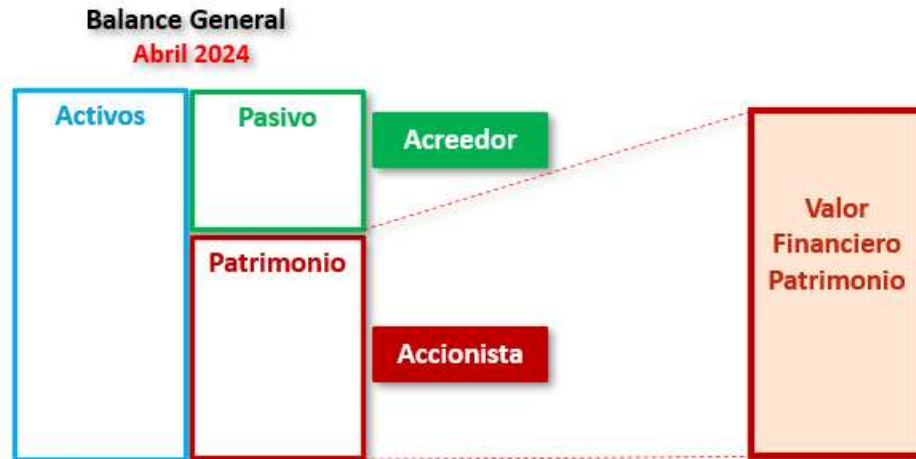 Balance General
Abril 2024
Activos
Pasivo
Acreedor
Patrimonio
Accionista
Valor
Financiero
Patrimonio